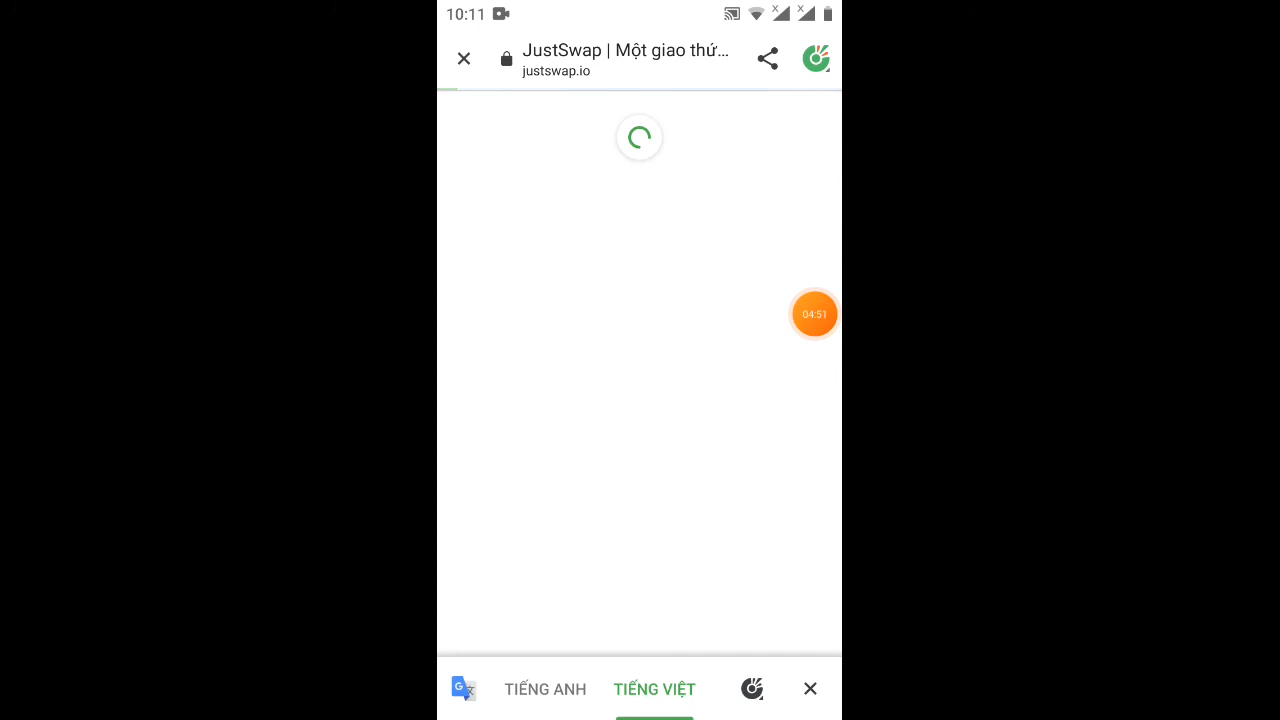 10:11
JustSwap | Một giao thứ...
justswap.io
04:51
TIẾNG ANH
TIẾNG VIỆT